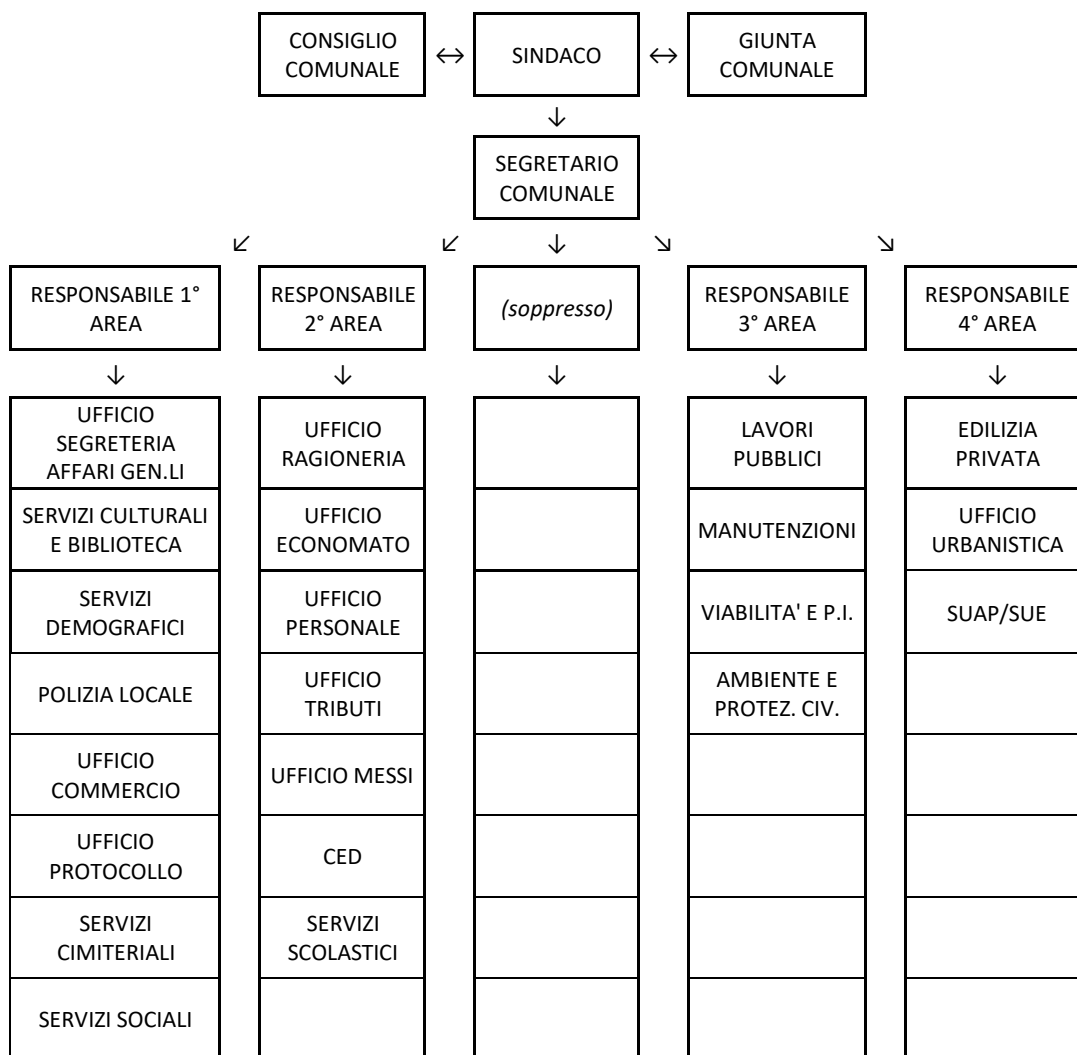 CONSIGLIO
COMUNALE
↔
SINDACO
↔
GIUNTA
COMUNALE
↓
SEGRETARIO
COMUNALE
↙ ↙ ↓ ↘ ↘
RESPONSABILE 1°
AREA
RESPONSABILE
2° AREA
(soppresso)
RESPONSABILE
3° AREA
RESPONSABILE
4° AREA
↓ ↓ ↓ ↓ ↓
UFFICIO
SEGRETERIA
AFFARI GEN.LI
SERVIZI CULTURALI
E BIBLIOTECA
SERVIZI
DEMOGRAFICI
POLIZIA LOCALE
UFFICIO
COMMERCIO
UFFICIO
PROTOCOLLO
SERVIZI
CIMITERIALI
SERVIZI SOCIALI
UFFICIO
RAGIONERIA
UFFICIO
ECONOMATO
UFFICIO
PERSONALE
UFFICIO
TRIBUTI
UFFICIO MESSI
CED
SERVIZI
SCOLASTICI
LAVORI
PUBBLICI
MANUTENZIONI
VIABILITA' E P.I.
AMBIENTE E
PROTEZ. CIV.
EDILIZIA
PRIVATA
UFFICIO
URBANISTICA
SUAP/SUE